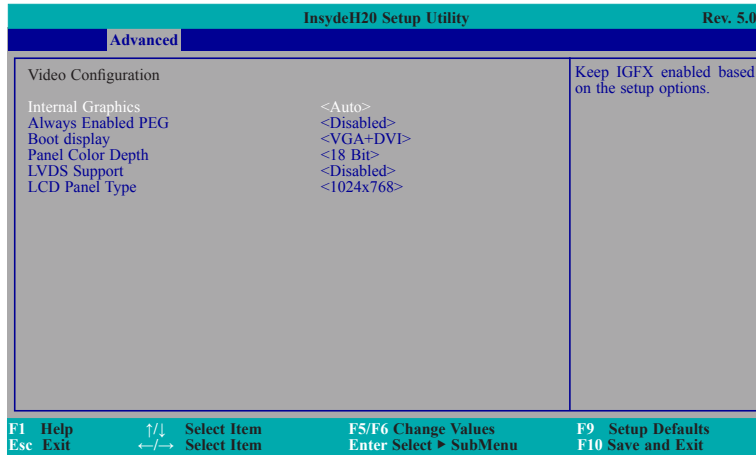 InsydeH20 Setup Utility Rev. 5.0
Advanced
Video Configuration
Internal Graphics <Auto>
Always Enabled PEG <Disabled>
Boot display <VGA+DVI>
Panel Color Depth <18 Bit>
LVDS Support <Disabled>
LCD Panel Type <1024x768>
Keep IGFX enabled based
on the setup options.
F1 Help ↑/↓ Select Item F5/F6 Change Values F9 Setup Defaults
Esc Exit ←/→ Select Item Enter Select ▶ SubMenu F10 Save and Exit